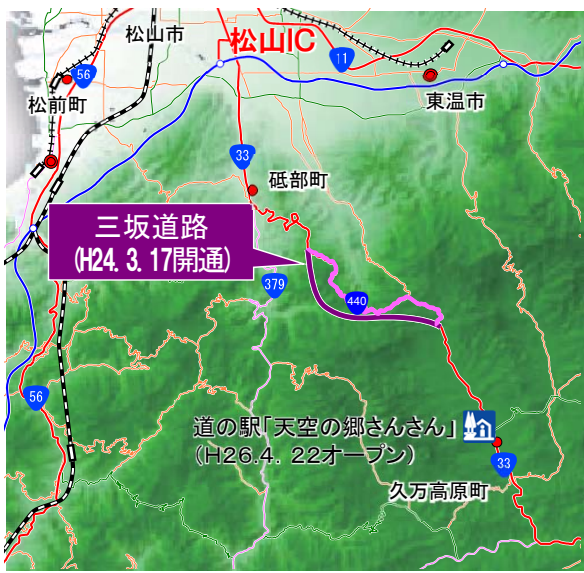 松山市
松山IC
11
56
松前町
東温市
33
砥部町
三坂道路
(H24. 3. 17開通)
379
440
56
道の駅「天空の郷さんさん」
(H26.4. 22オープン)
33
久万高原町